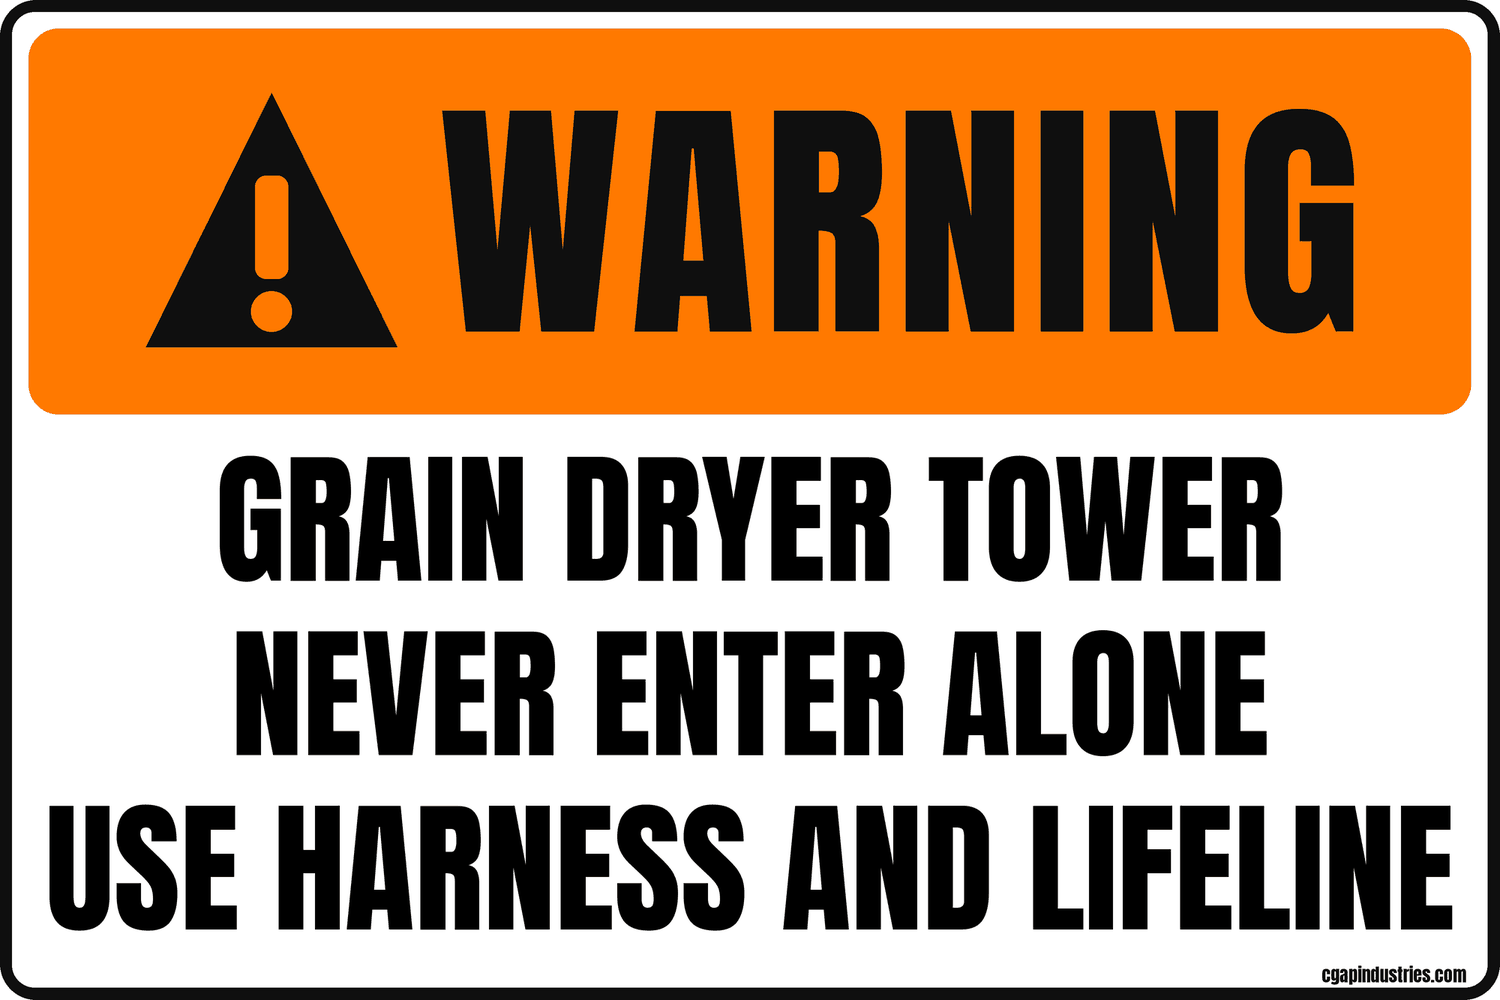 WARNING
GRAIN DRYER TOWER
NEVER ENTER ALONE
USE HARNESS AND LIFELINE
cgapindustries.com